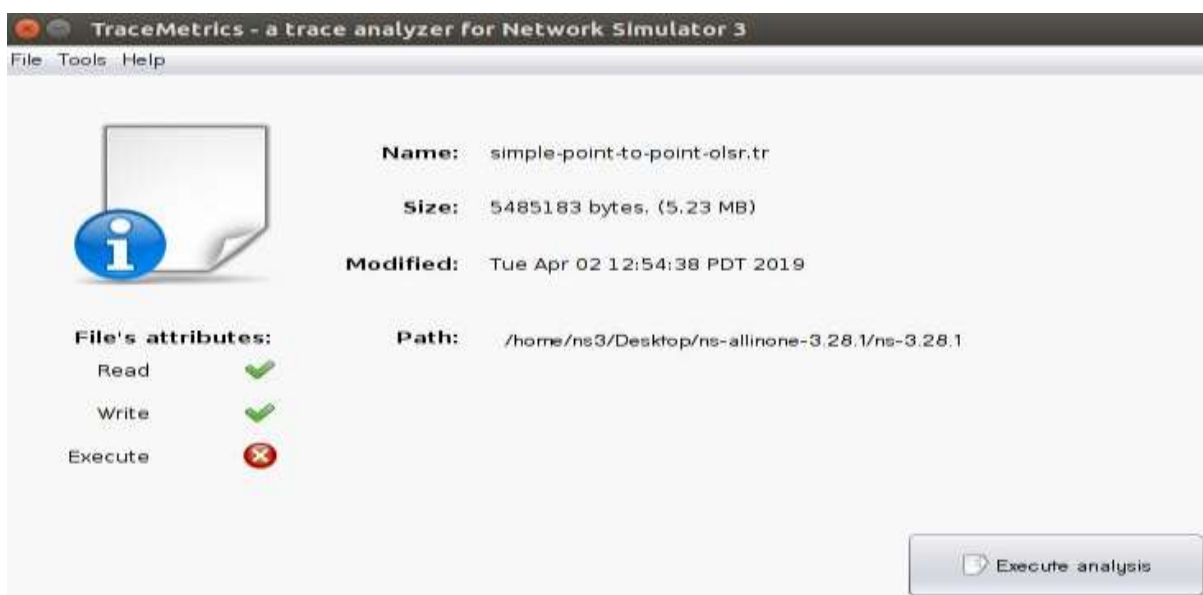 TraceMetrics - a trace analyzer for Network Simulator 3
File Tools Help
Name: simple-point-to-point-olsr.tr
Size: 5485183 bytes. (5.23 MB)
Modified: Tue Apr 02 12:54:38 PDT 2019
File's attributes:
Path: /home/ns3/Desktop/ns-allinone-3.28.1/ns-3.28.1
Read
Write
Execute
Execute analysis